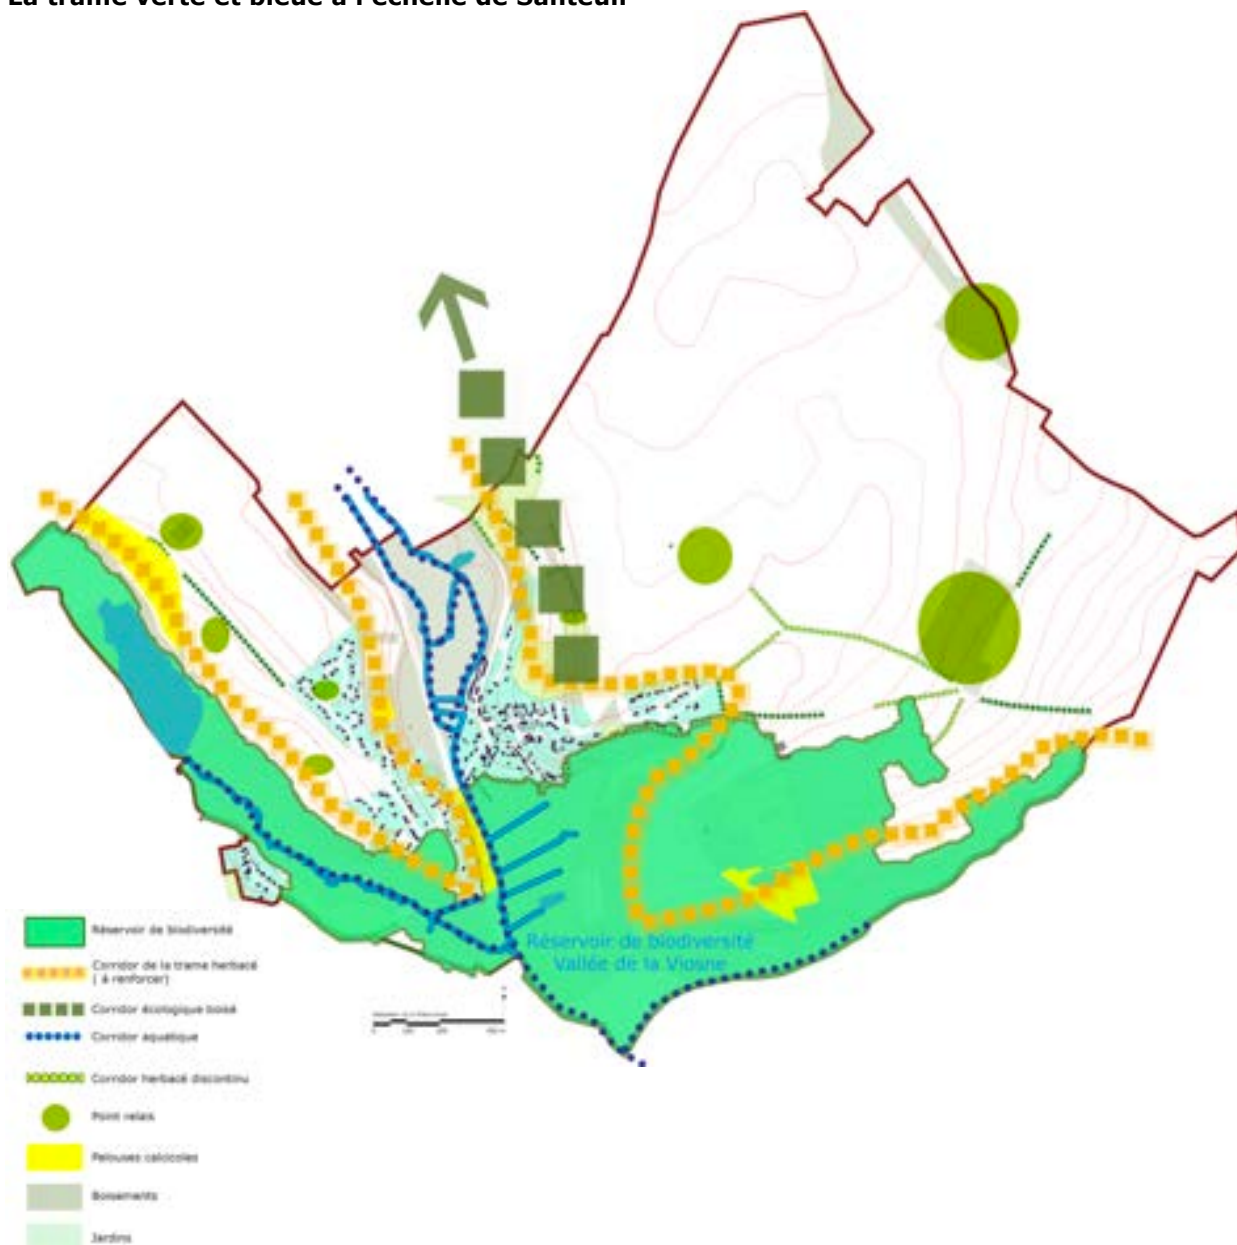 La trame verte et bleue à l'échelle de Santeuil
Réservoir de biodiversité
Vallée de la Viosne
Réservoir de biodiversité
Corridor de la trame herbacé
( à renforcer)
Corridor écologique boisé
Corridor aquatique
Corridor herbacé discontinu
Point relais
Pelouses calcicoles
Boisements
Jardins